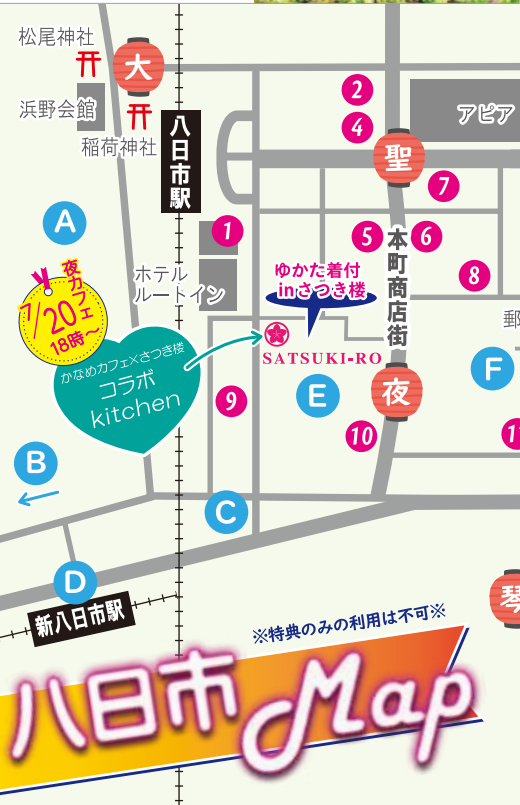 松尾神社
大
浜野会館
稲荷神社
八日市駅
2
アピア
4
聖
7
A
1
5
本町商店街
6
夜カフェ
7/20
18時〜
ホテル
ルートイン
ゆかた着付
inさつき楼
8
郵
SATSUKI-RO
かなめカフェ×さつき楼
コラボ
kitchen
9
E
夜
F
10
11
B
C
D
新八日市駅
琴
※特典のみの利用は不可※
八日市Map